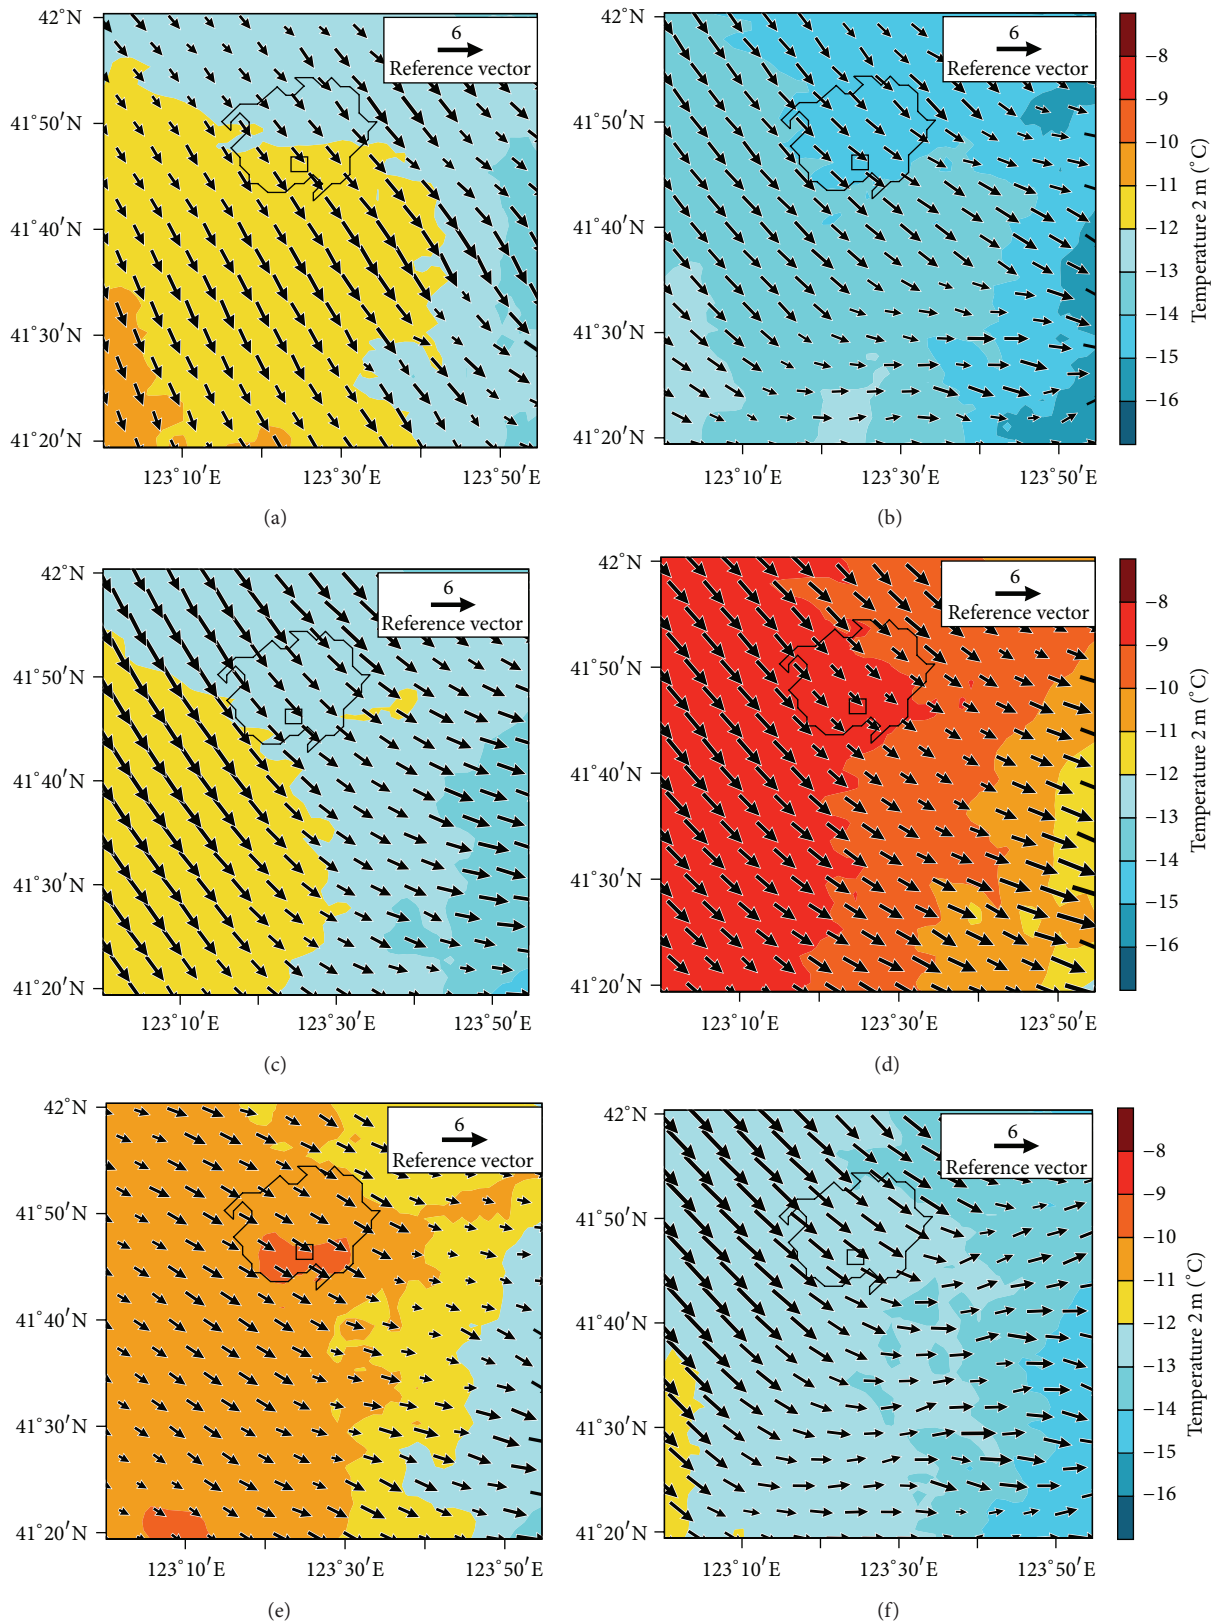 42°N
41°50′N
41°40′N
41°30′N
41°20′N
123°10′E
123°30′E
123°50′E
6
Reference vector
(a)
42°N
41°50′N
41°40′N
41°30′N
41°20′N
123°10′E
123°30′E
123°50′E
6
Reference vector
(b)
−8
−9
−10
−11
−12
−13
−14
−15
−16
Temperature 2 m (°C)
42°N
41°50′N
41°40′N
41°30′N
41°20′N
123°10′E
123°30′E
123°50′E
6
Reference vector
(c)
42°N
41°50′N
41°40′N
41°30′N
41°20′N
123°10′E
123°30′E
123°50′E
6
Reference vector
(d)
−8
−9
−10
−11
−12
−13
−14
−15
−16
Temperature 2 m (°C)
42°N
41°50′N
41°40′N
41°30′N
41°20′N
123°10′E
123°30′E
123°50′E
6
Reference vector
(e)
42°N
41°50′N
41°40′N
41°30′N
41°20′N
123°10′E
123°30′E
123°50′E
6
Reference vector
(f)
−8
−9
−10
−11
−12
−13
−14
−15
−16
Temperature 2 m (°C)